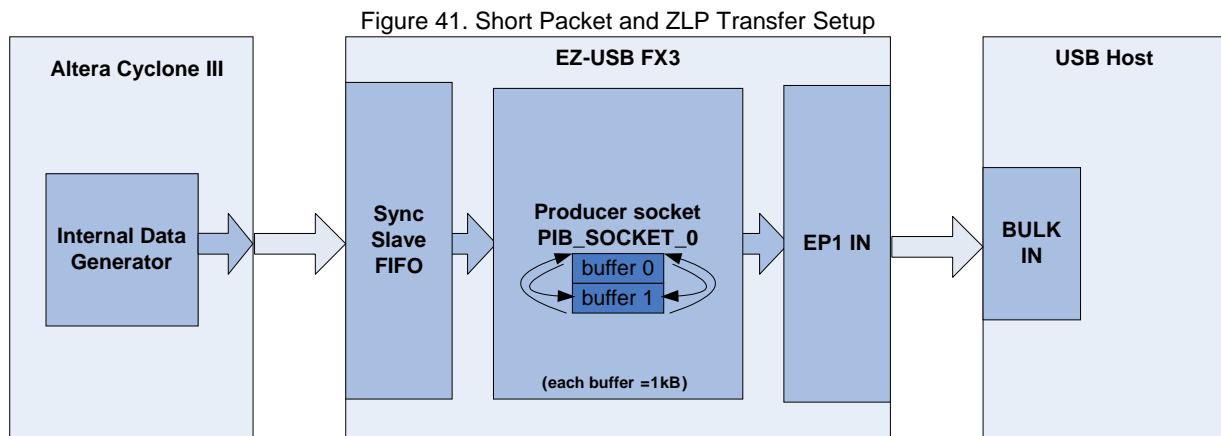 Figure 41. Short Packet and ZLP Transfer Setup
Altera Cyclone III
EZ-USB FX3
USB Host
Internal Data
Generator
Sync
Slave
FIFO
Producer socket
PIB_SOCKET_0
buffer 0
buffer 1
(each buffer =1kB)
EP1 IN
BULK
IN